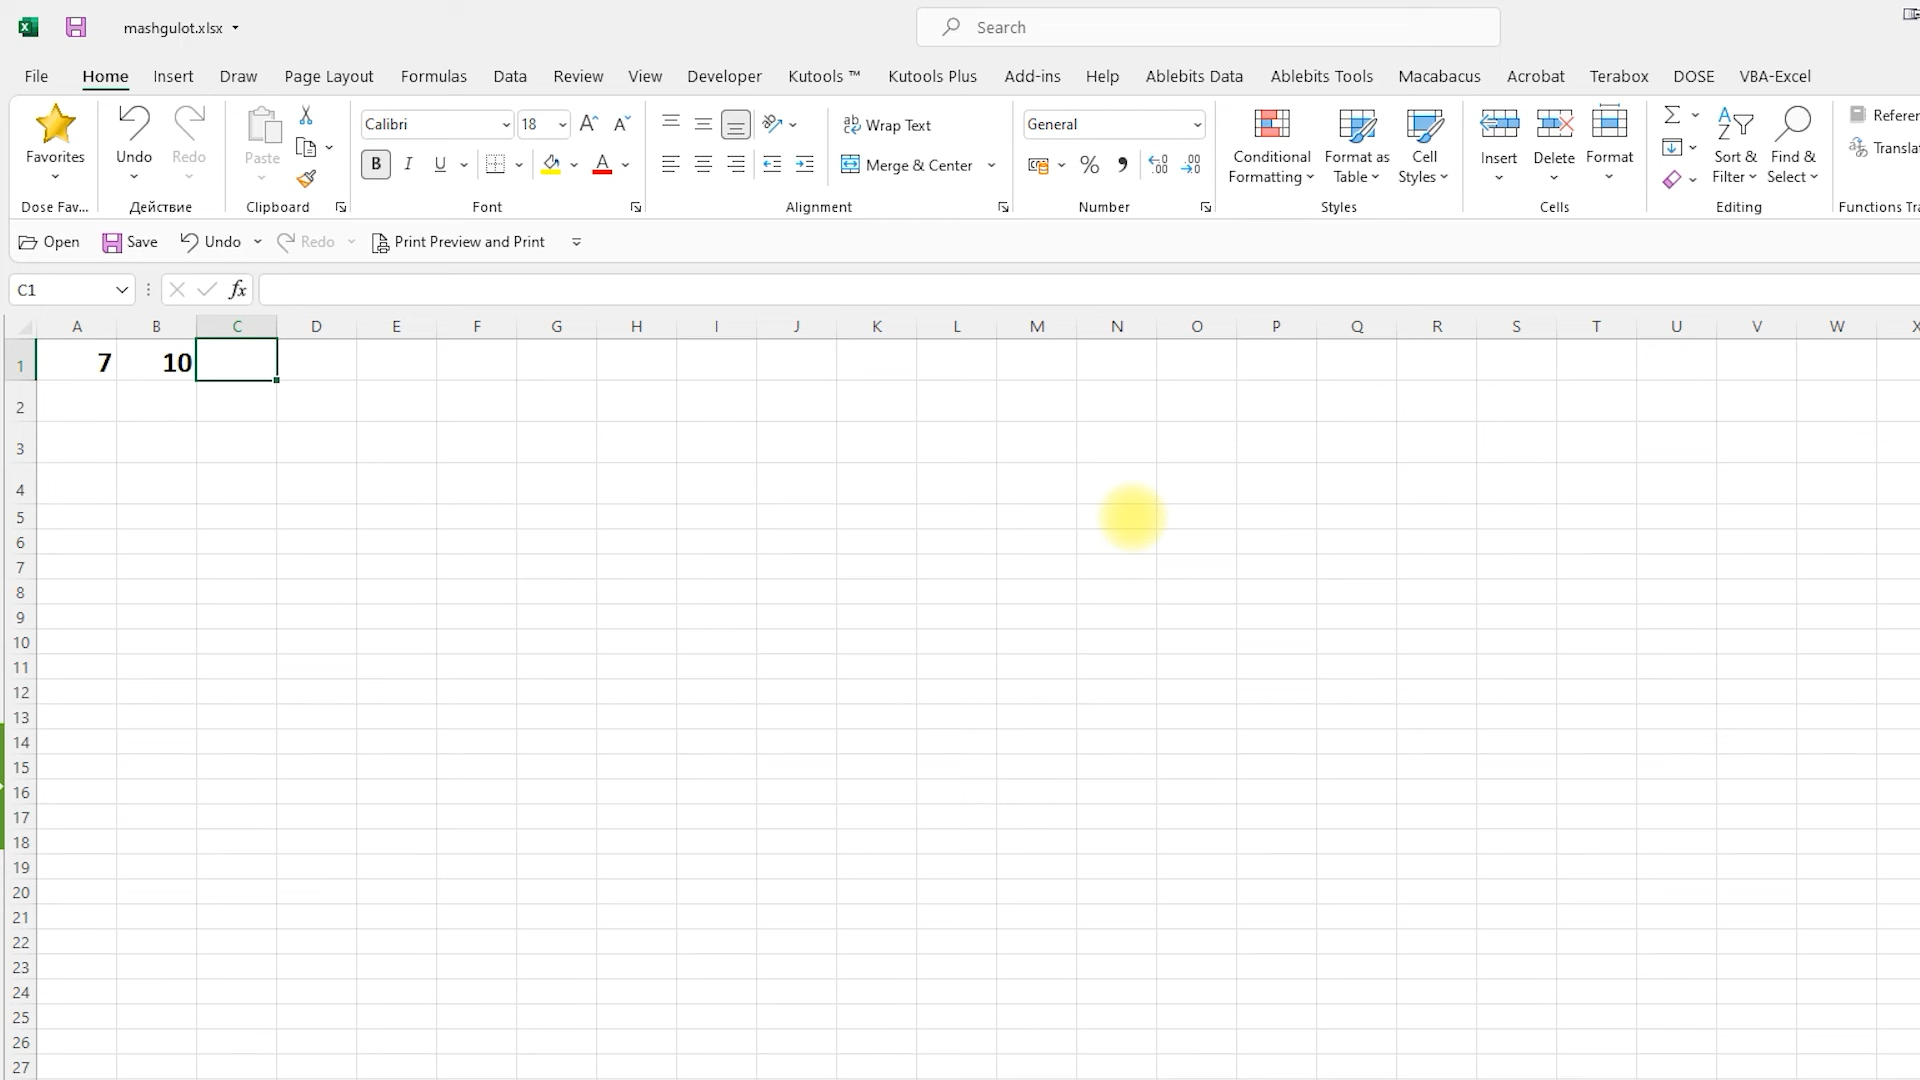 mashgulot.xlsx
Search
File Home Insert Draw Page Layout Formulas Data Review View Developer Kutools ™ Kutools Plus Add-ins Help Ablebits Data Ablebits Tools Macabacus Acrobat Terabox DOSE VBA-Excel
Favorites
Undo
Redo
Paste
Calibri
18
B I U
A
ab Wrap Text
Merge & Center
General
Conditional Formatting
Format as Table
Cell Styles
Insert
Delete
Format
Sort & Filter
Find & Select
Dose Fav... Действие Clipboard Font Alignment Number Styles Cells Editing
Open Save Undo Redo Print Preview and Print
C1
fx
A B C D E F G H I J K L M N O P Q R S T U V W X
1 7 10
2
3
4
5
6
7
8
9
10
11
12
13
14
15
16
17
18
19
20
21
22
23
24
25
26
27